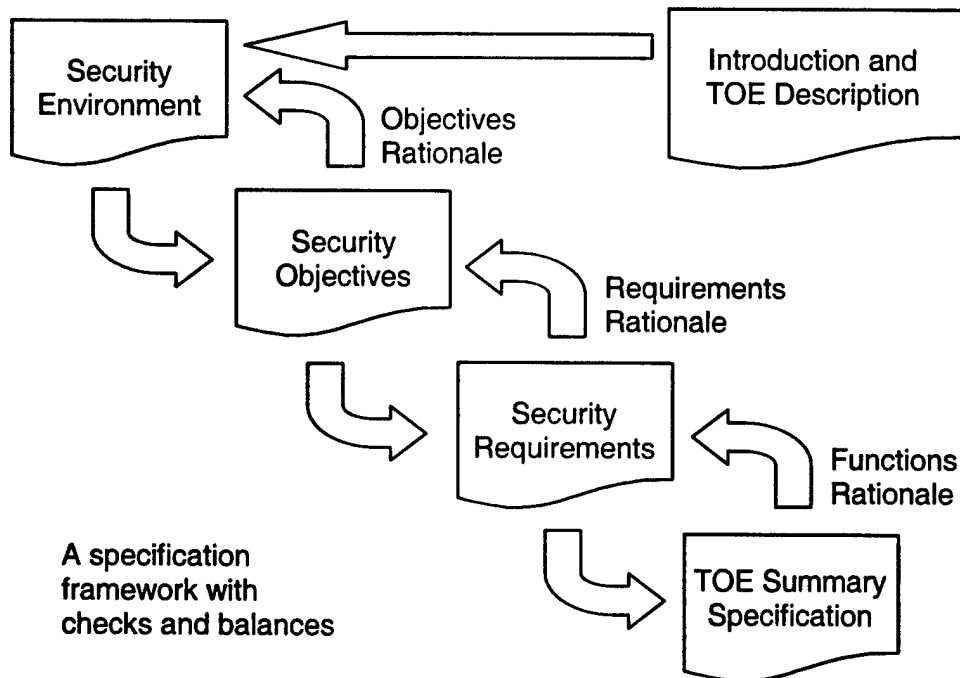 Security
Environment
Introduction and
TOE Description
Objectives
Rationale
Security
Objectives
Requirements
Rationale
Security
Requirements
Functions
Rationale
A specification
framework with
checks and balances
TOE Summary
Specification